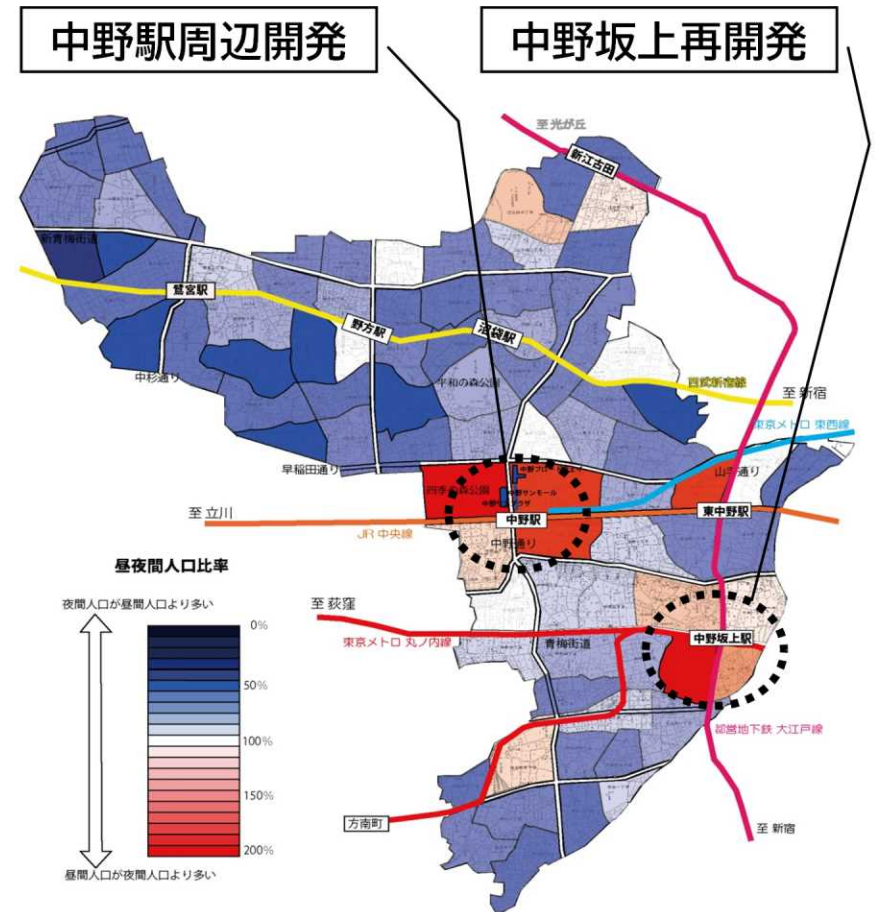 中野駅周辺開発
中野坂上再開発
至光が丘
新江古田
新青梅街道
鷺宮駅
野方駅
沼袋駅
西武新宿線
中杉通り
平和の森公園
至 新宿
東京メトロ 東西線
早稲田通り
山手通り
四季の森公園
中野サンモール
至 立川
中野駅
東中野駅
JR 中央線
中野通り
昼夜間人口比率
夜間人口が昼間人口より多い
0%
50%
100%
150%
200%
昼間人口が夜間人口より多い
至 荻窪
東京メトロ 丸ノ内線
青梅街道
中野坂上駅
都営地下鉄 大江戸線
方南町
至 新宿